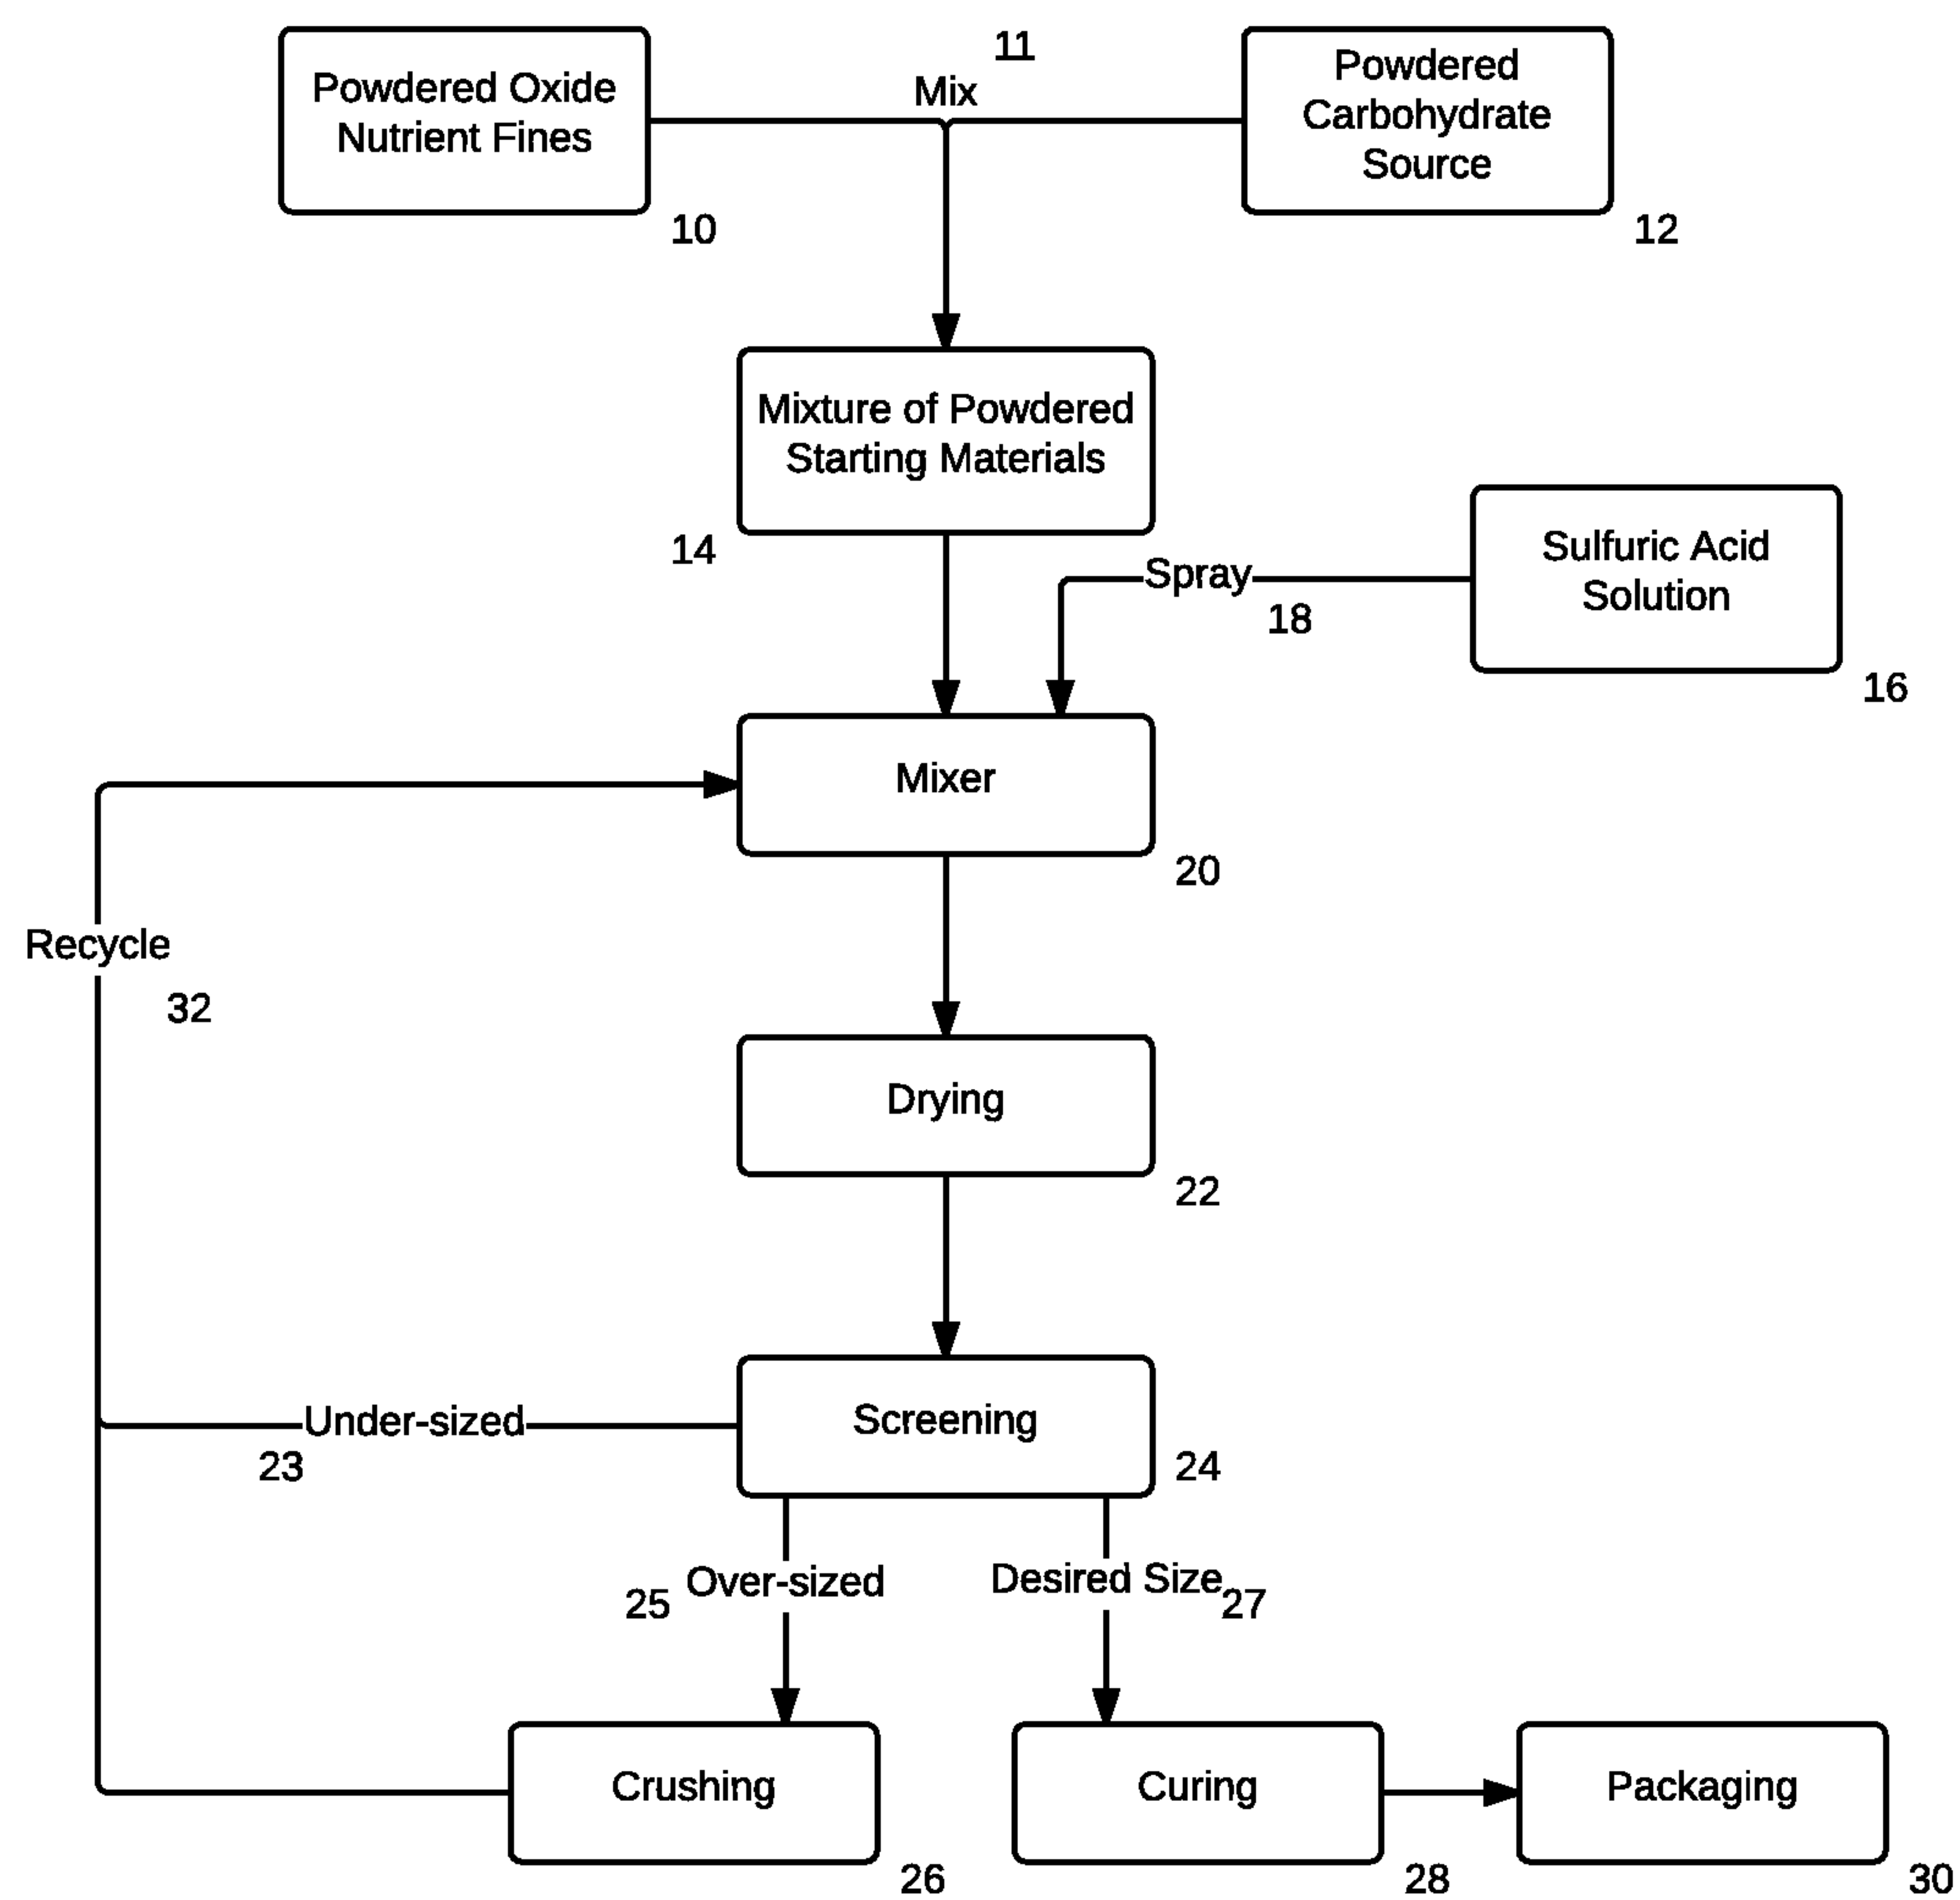 11
Mix
Powdered Oxide
Nutrient Fines
10
Powdered
Carbohydrate
Source
12
Mixture of Powdered
Starting Materials
14
Spray
18
Sulfuric Acid
Solution
16
Mixer
20
Recycle
32
Drying
22
Under-sized
23
Screening
24
25
Over-sized
Desired Size
27
Crushing
26
Curing
28
Packaging
30